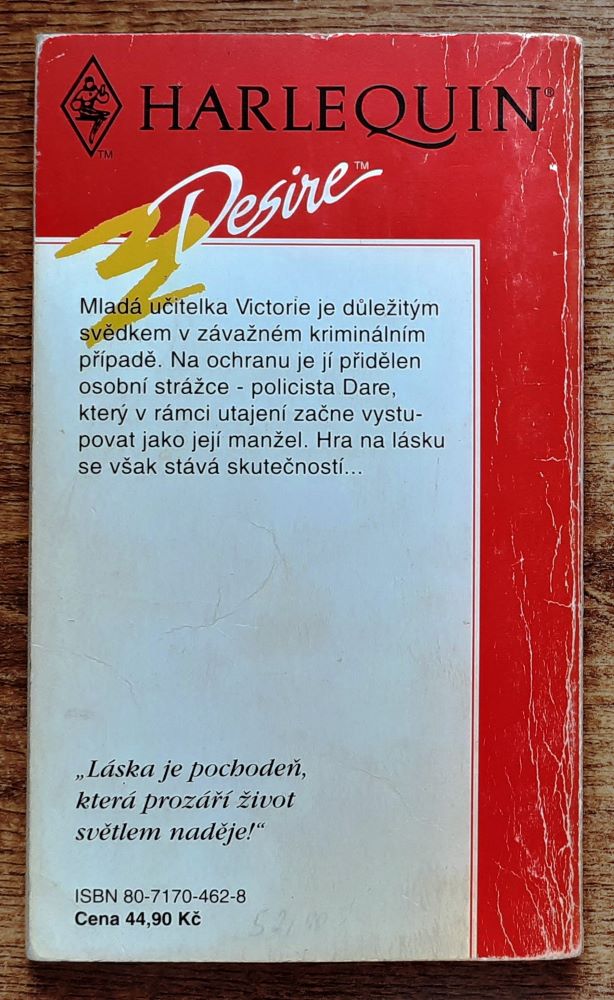 HARLEQUIN®
TM
Desire™
Mladá učitelka Victorie je důležitým
svědkem v závažném kriminálním
případě. Na ochranu je jí přidělen
osobní strážce - policista Dare,
který v rámci utajení začne vystu-
povat jako její manžel. Hra na lásku
se však stává skutečností...
„Láska je pochodeň,
která prozáří život
světlem naděje!“
ISBN 80-7170-462-8
Cena 44,90 Kč